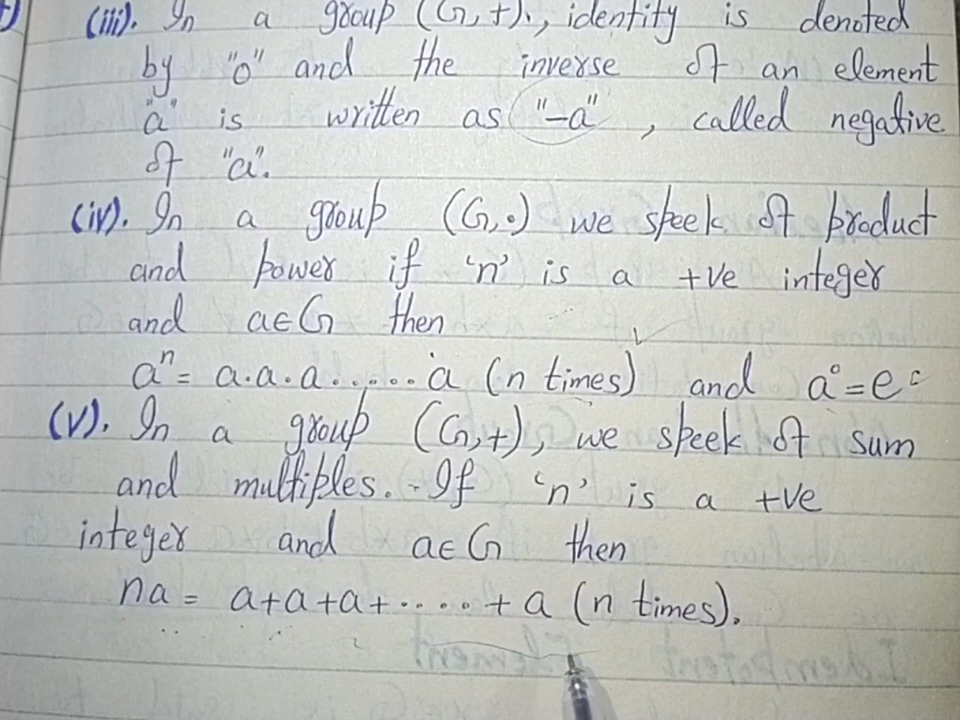 (iii). In a group (G,+)., identity is denoted
by "0" and the inverse of an element
"a" is written as "-a", called negative
of "a".
(iv). In a group (G,•) we speek of product
and power if 'n' is a +ve integer
and a∈G then
aⁿ = a.a.a......a (n times) and a° = e
(v). In a group (G,+), we speek of sum
and multiples. If 'n' is a +ve
integer and a∈G then
na = a+a+a+....+a (n times).
Idempotent Element